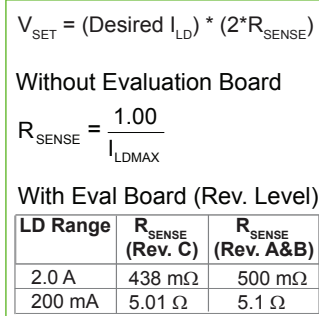 V_SET = (Desired I_LD) * (2*R_SENSE)
Without Evaluation Board
R_SENSE = 1.00 / I_LDMAX
With Eval Board (Rev. Level)
LD Range R_SENSE (Rev. C) R_SENSE (Rev. A&B)
2.0 A 438 mΩ 500 mΩ
200 mA 5.01 Ω 5.1 Ω